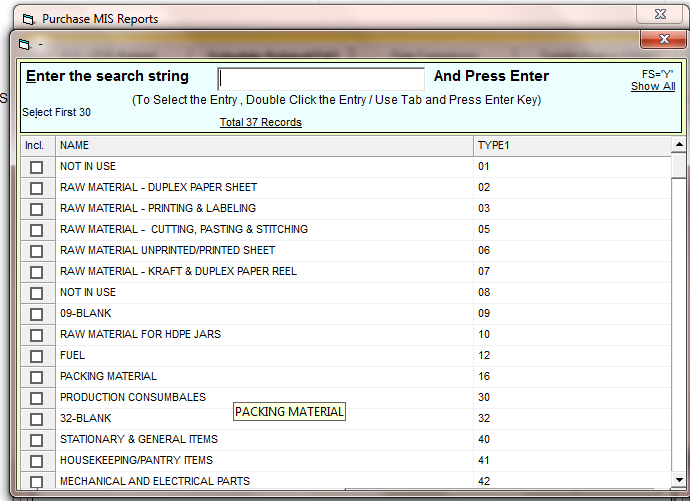 Purchase MIS Reports
-
Enter the search string And Press Enter FS='Y'
Show All
(To Select the Entry , Double Click the Entry / Use Tab and Press Enter Key)
Select First 30
Total 37 Records
Incl. NAME TYPE1
NOT IN USE 01
RAW MATERIAL - DUPLEX PAPER SHEET 02
RAW MATERIAL - PRINTING & LABELING 03
RAW MATERIAL - CUTTING, PASTING & STITCHING 05
RAW MATERIAL UNPRINTED/PRINTED SHEET 06
RAW MATERIAL - KRAFT & DUPLEX PAPER REEL 07
NOT IN USE 08
09-BLANK 09
RAW MATERIAL FOR HDPE JARS 10
FUEL 12
PACKING MATERIAL 16
PRODUCTION CONSUMBALES 30
PACKING MATERIAL
32-BLANK 32
STATIONARY & GENERAL ITEMS 40
HOUSEKEEPING/PANTRY ITEMS 41
MECHANICAL AND ELECTRICAL PARTS 42